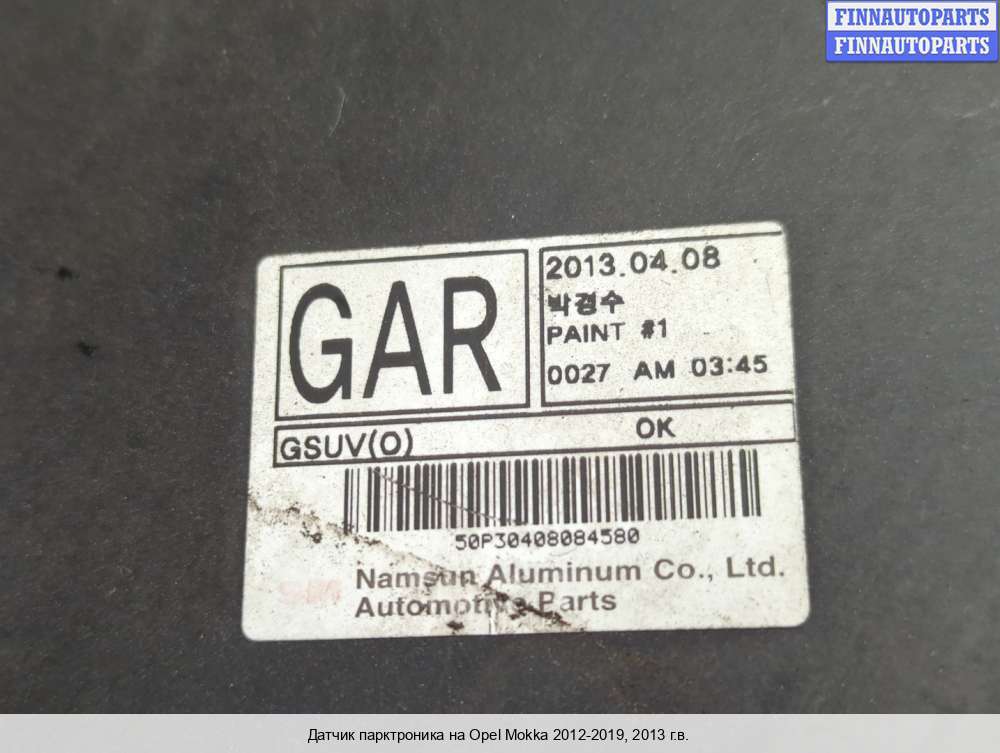 FINNAUTOPARTS
FINNAUTOPARTS
GAR
2013.04.08
박경수
PAINT #1
0027 AM 03:45
GSUV(O) OK
50P30408084580
Namsun Aluminum Co., Ltd.
Automotive Parts
Датчик парктроника на Opel Mokka 2012-2019, 2013 г.в.